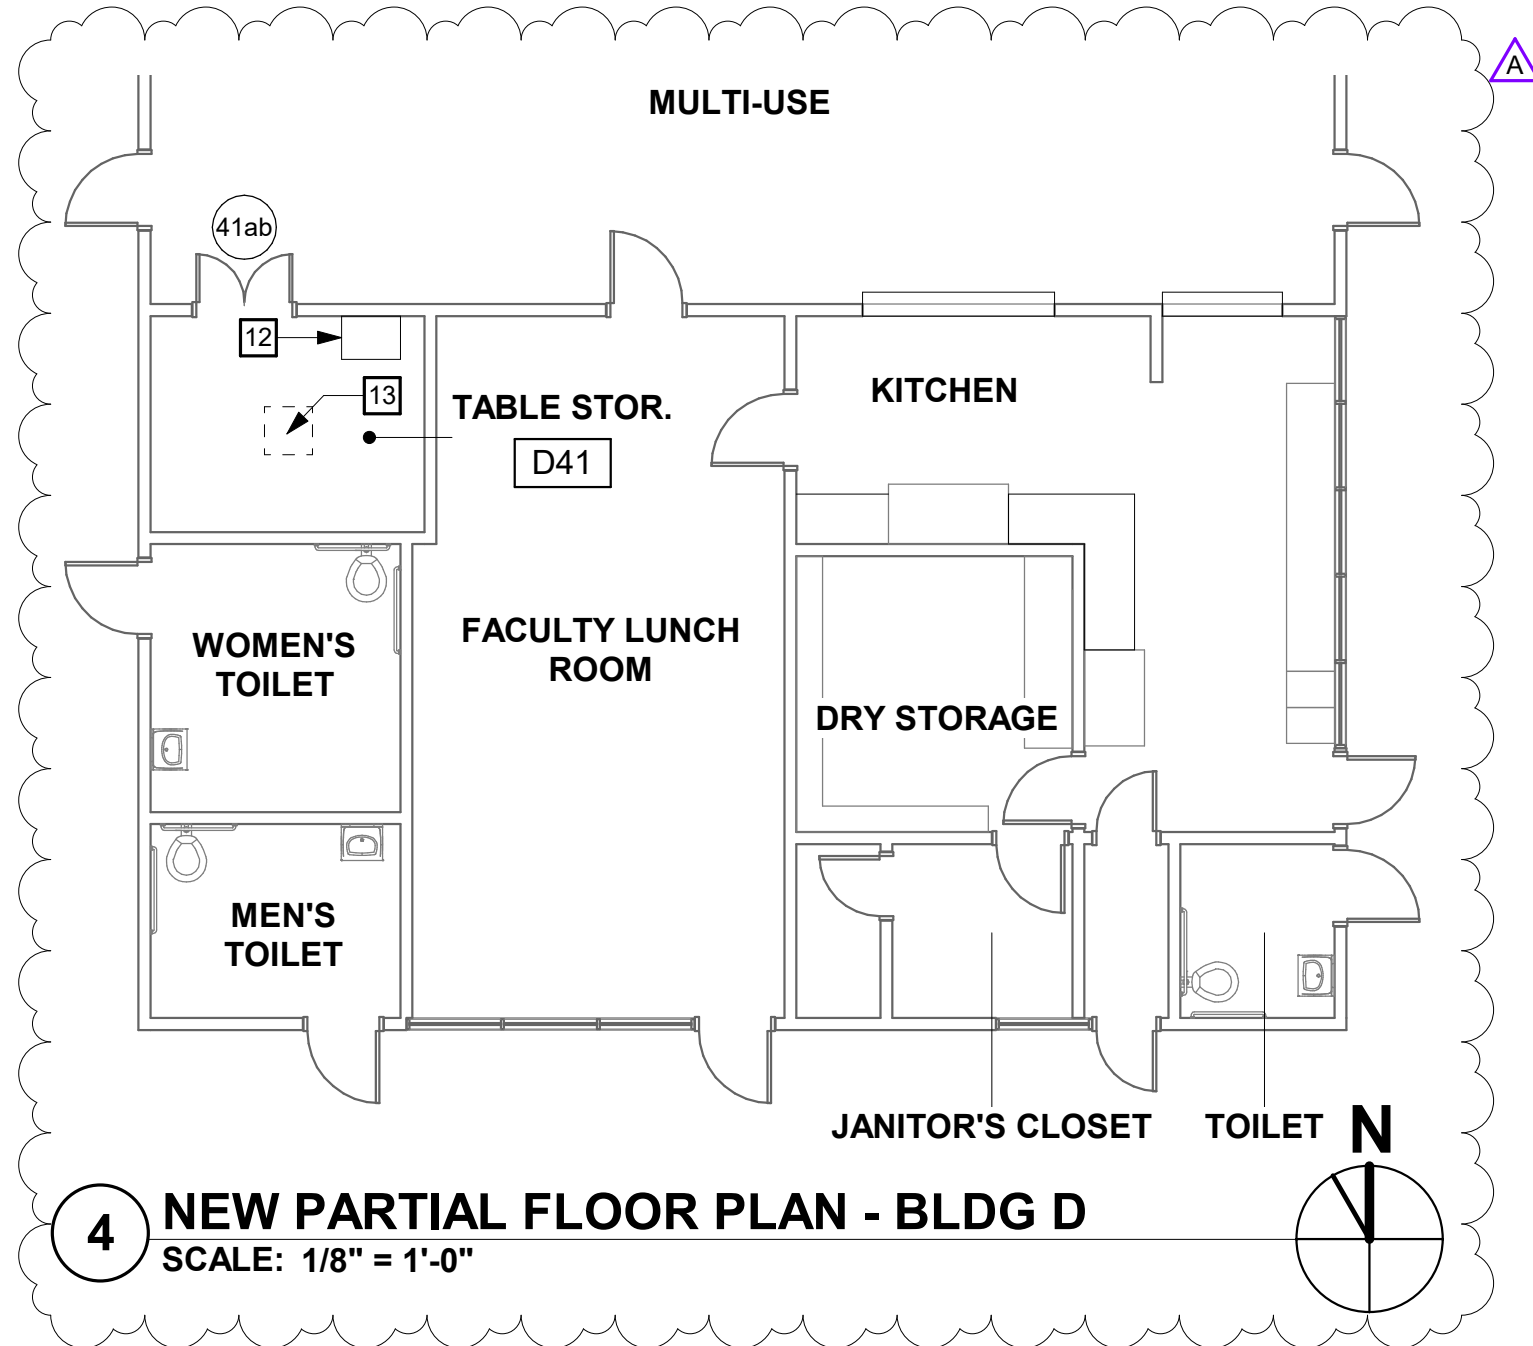 A
MULTI-USE
41ab
12
13
KITCHEN
TABLE STOR.
D41
WOMEN'S
TOILET
FACULTY LUNCH
ROOM
DRY STORAGE
MEN'S
TOILET
JANITOR'S CLOSET
TOILET
N
4
NEW PARTIAL FLOOR PLAN - BLDG D
SCALE: 1/8" = 1'-0"